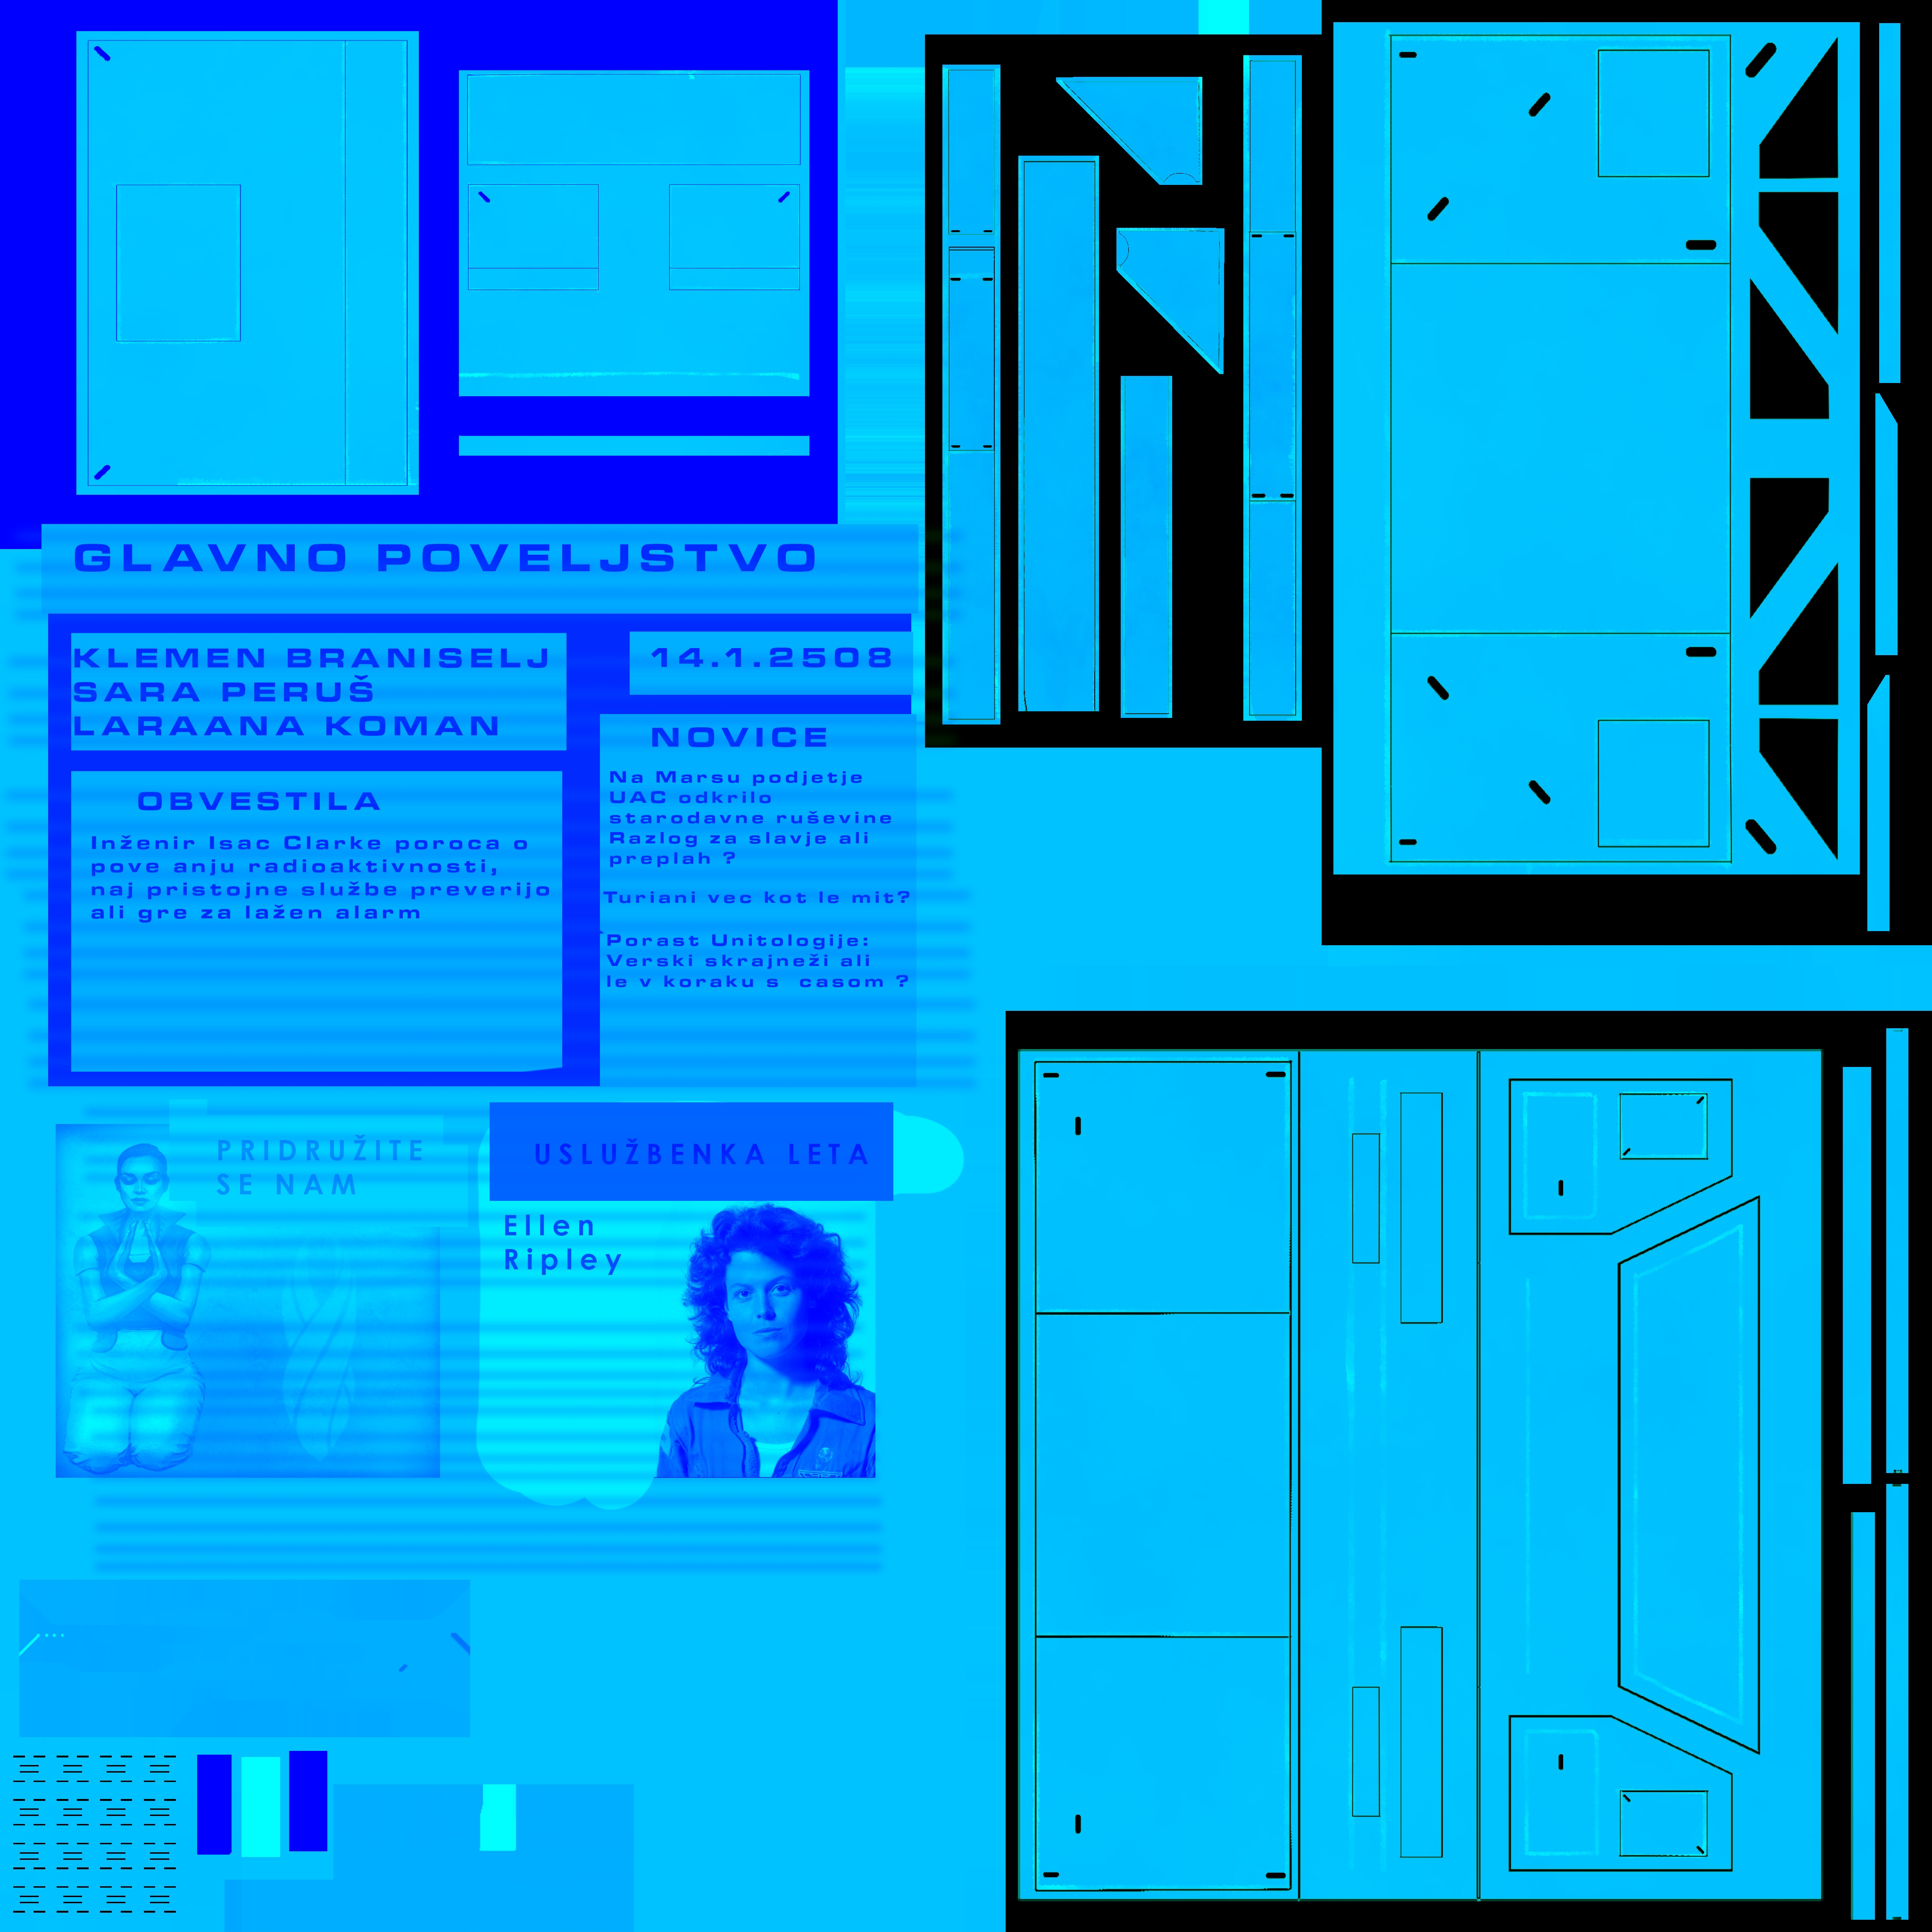 GLAVNO POVELJSTVO
KLEMEN BRANISELJ
SARA PERUŠ
LARAANA KOMAN
14.1.2508
OBVESTILA
Inženir Isac Clarke poroca o
pove anju radioaktivnosti,
naj pristojne službe preverijo
ali gre za lažen alarm
NOVICE
Na Marsu podjetje
UAC odkrilo
starodavne ruševine
Razlog za slavje ali
preplah ?
Turiani vec kot le mit?
Porast Unitologije:
Verski skrajneži ali
le v koraku s casom ?
PRIDRUŽITE
SE NAM
USLUŽBENKA LETA
Ellen
Ripley